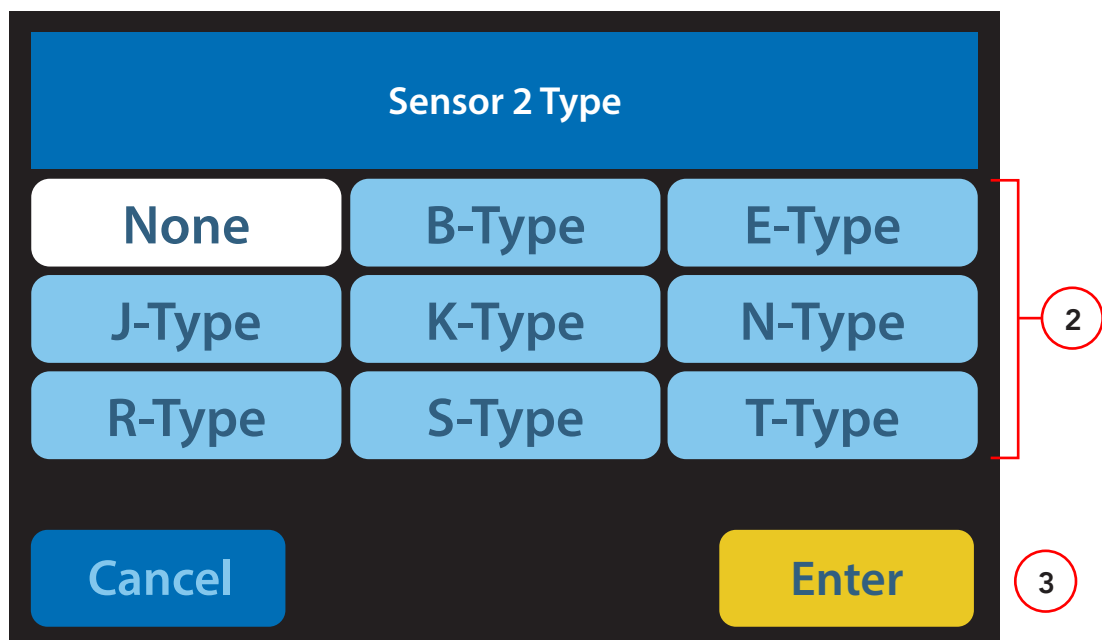 Sensor 2 Type
None B-Type E-Type
J-Type K-Type N-Type
2
R-Type S-Type T-Type
Cancel Enter
3